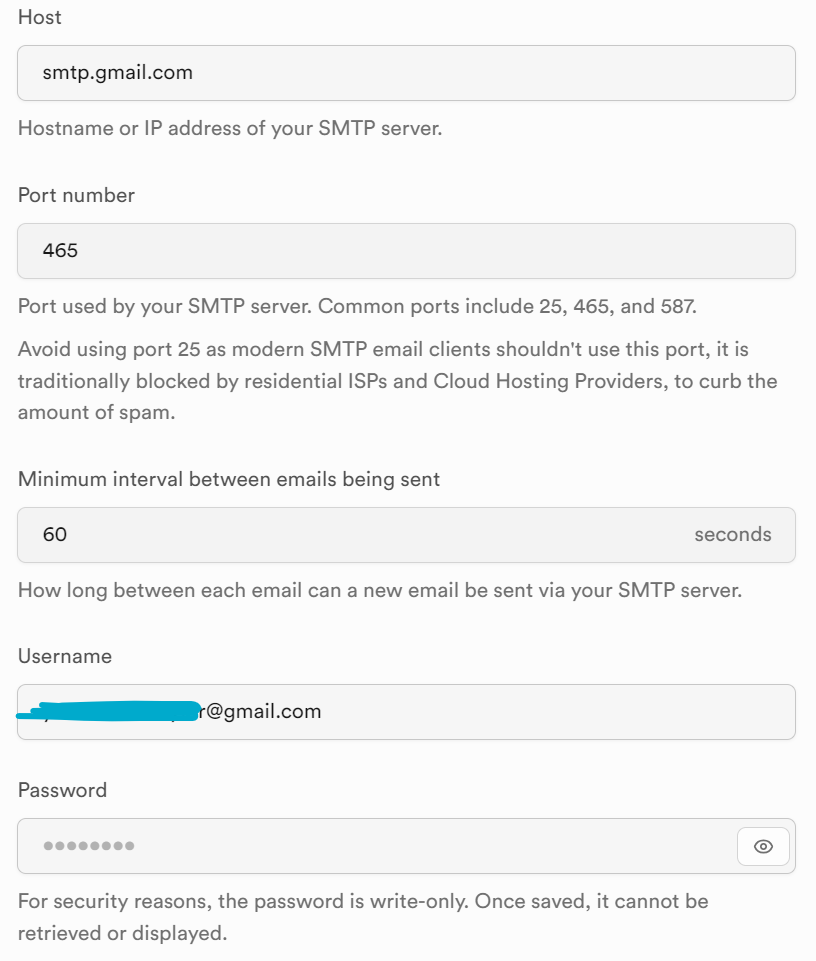 Host
smtp.gmail.com
Hostname or IP address of your SMTP server.
Port number
465
Port used by your SMTP server. Common ports include 25, 465, and 587.
Avoid using port 25 as modern SMTP email clients shouldn't use this port, it is
traditionally blocked by residential ISPs and Cloud Hosting Providers, to curb the
amount of spam.
Minimum interval between emails being sent
60 seconds
How long between each email can a new email be sent via your SMTP server.
Username
r@gmail.com
Password
••••••••
For security reasons, the password is write-only. Once saved, it cannot be
retrieved or displayed.